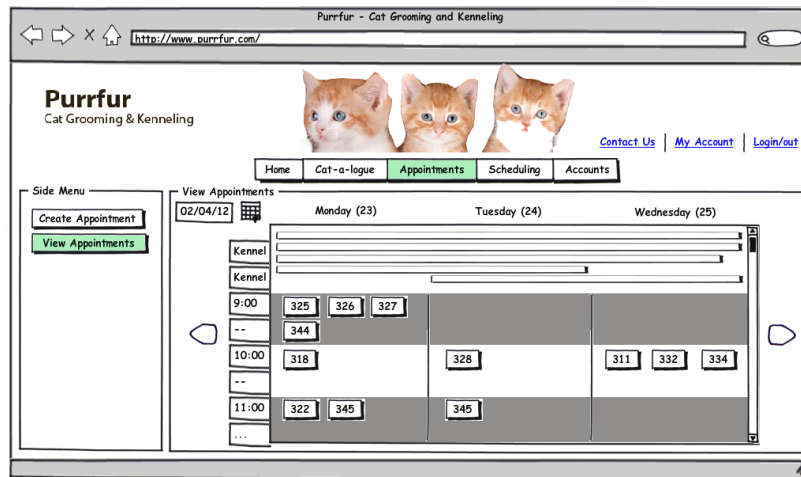 Purrfur - Cat Grooming and Kenneling
http://www.purrfur.com/
Purrfur
Cat Grooming & Kenneling
Contact Us | My Account | Login/out
Home Cat-a-logue Appointments Scheduling Accounts
Side Menu
Create Appointment
View Appointments
View Appointments
02/04/12 Monday (23) Tuesday (24) Wednesday (25)
Kennel
Kennel
9:00 325 326 327
-- 344
10:00 318 328 311 332 334
--
11:00 322 345 345
...